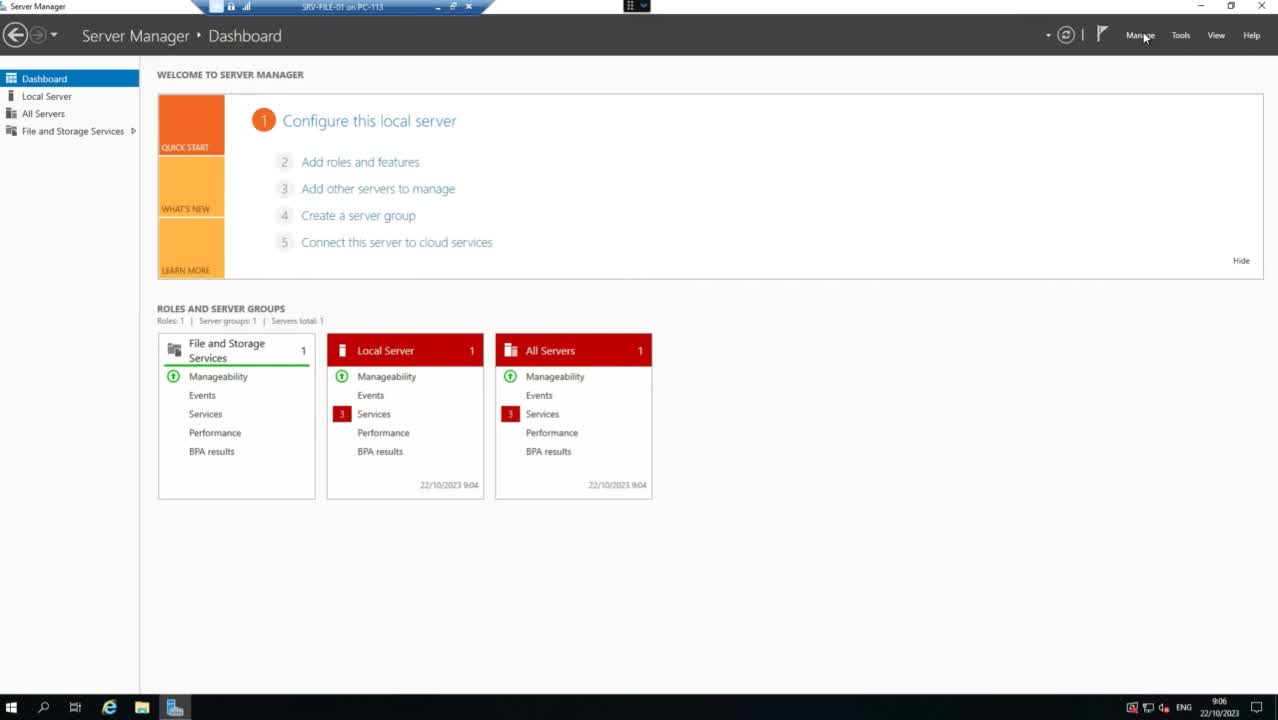 Server Manager
SRV-FILE-01 on PC-113
Server Manager
Dashboard
Manage
Tools
View
Help
Dashboard
Local Server
All Servers
File and Storage Services
WELCOME TO SERVER MANAGER
QUICK START
WHAT'S NEW
LEARN MORE
1 Configure this local server
2 Add roles and features
3 Add other servers to manage
4 Create a server group
5 Connect this server to cloud services
Hide
ROLES AND SERVER GROUPS
Roles: 1 | Server groups: 1 | Servers total: 1
File and Storage
Services
1
Manageability
Events
Services
Performance
BPA results
Local Server 1
Manageability
Events
3 Services
Performance
BPA results
22/10/2023 9:04
All Servers 1
Manageability
Events
3 Services
Performance
BPA results
22/10/2023 9:04
ENG
9:06
22/10/2023